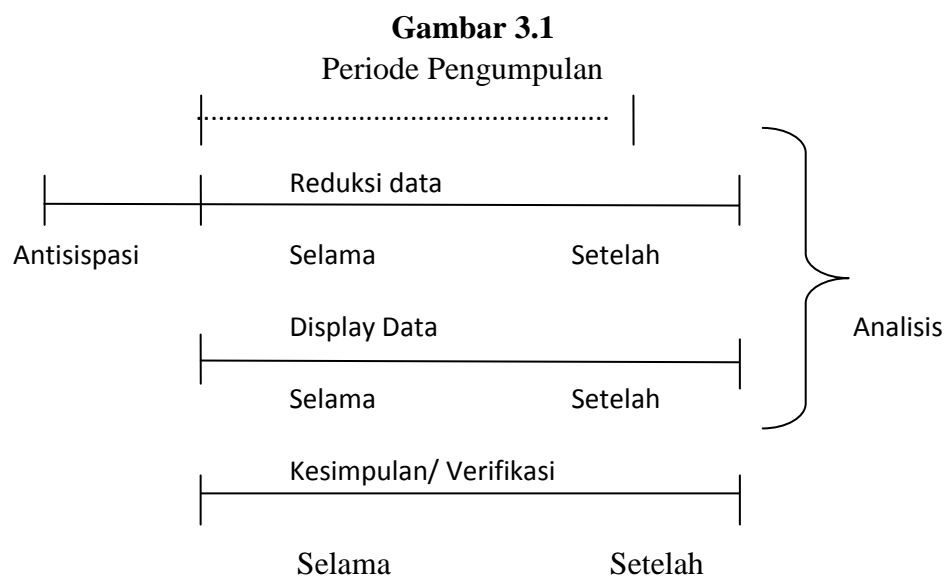 Gambar 3.1
Periode Pengumpulan
Reduksi data
Antisispasi Selama Setelah
Display Data
Analisis
Selama Setelah
Kesimpulan/ Verifikasi
Selama Setelah